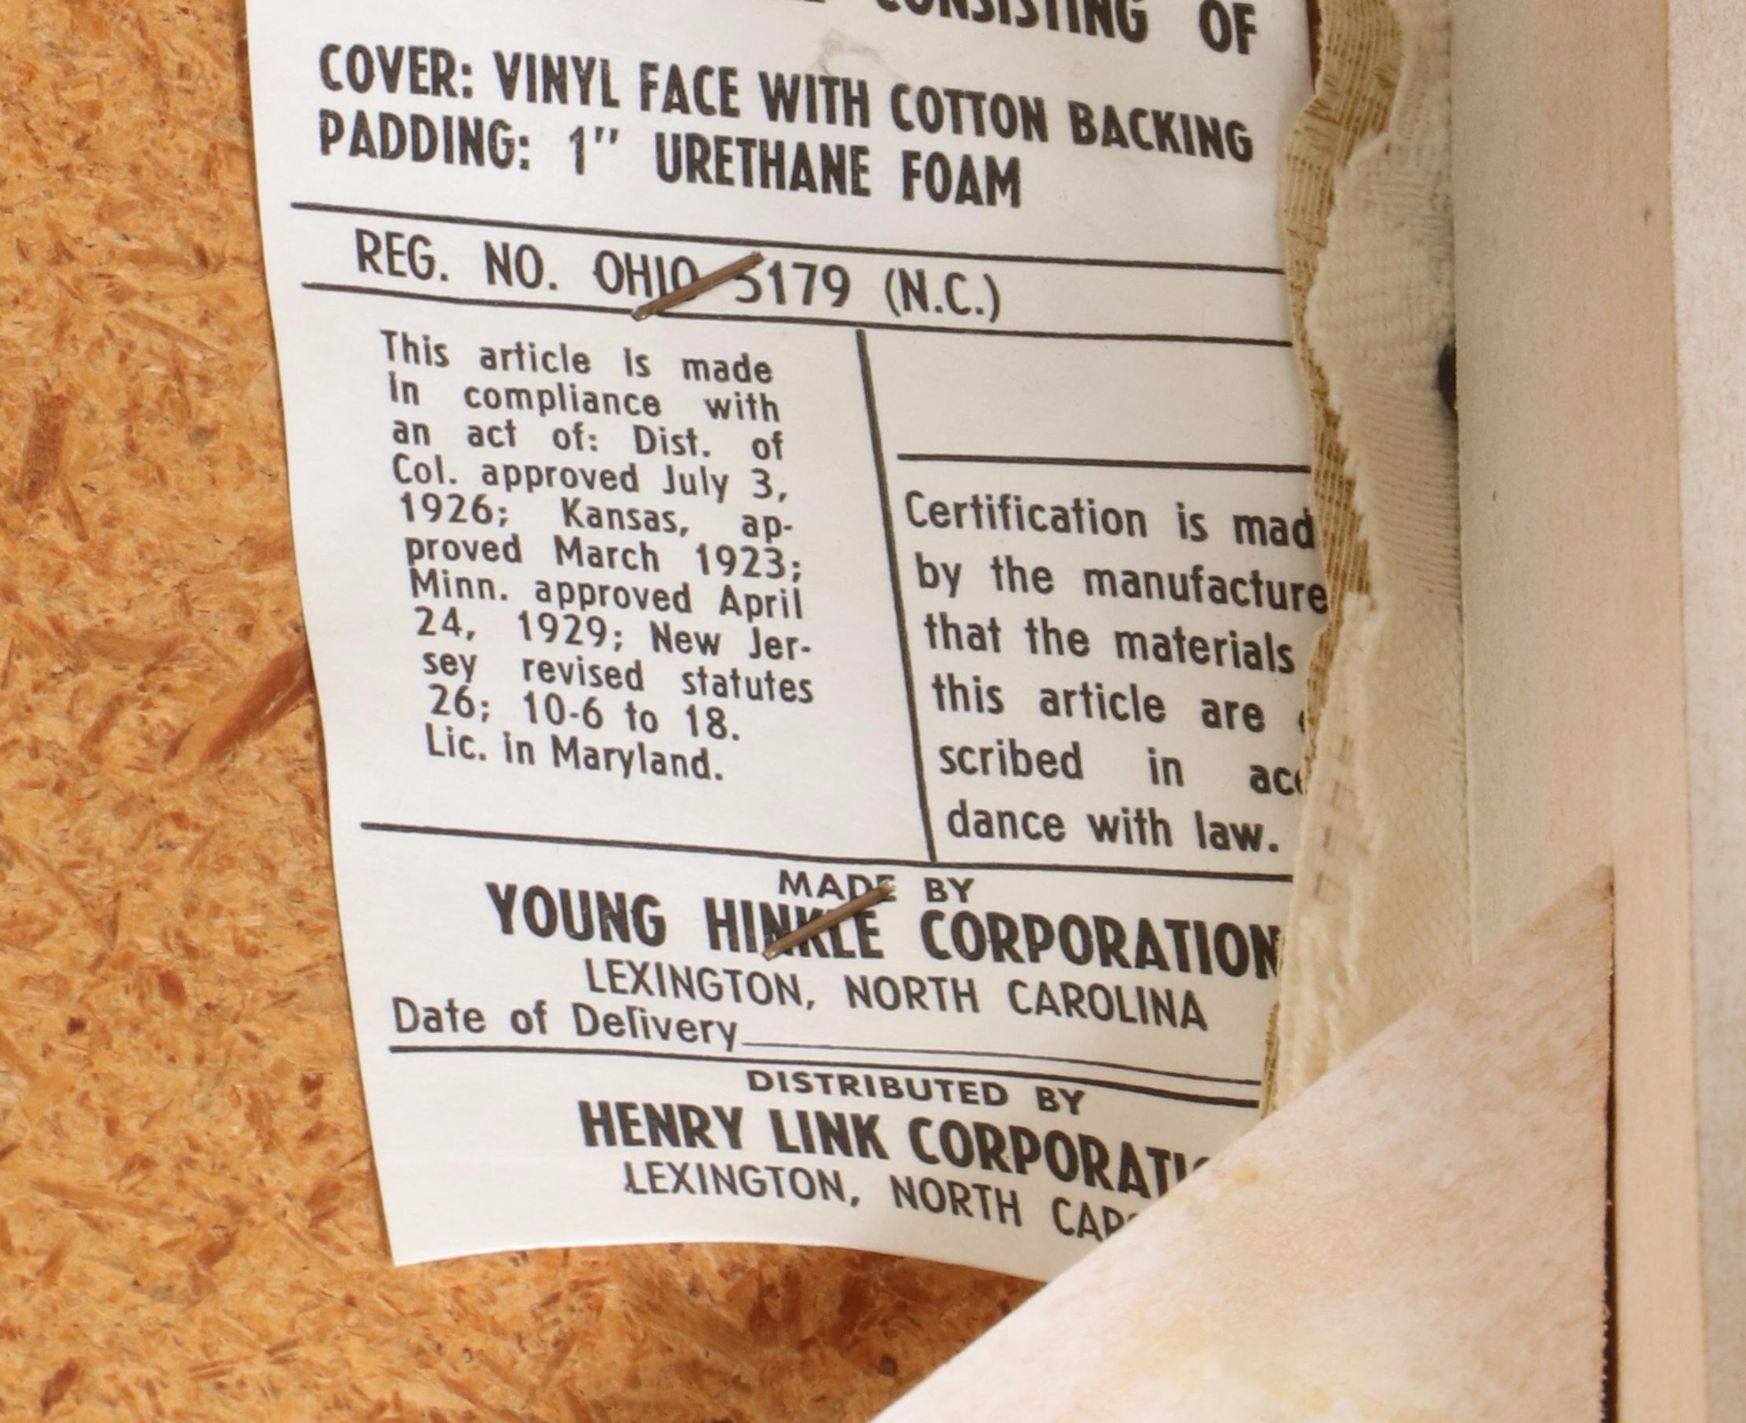 CONSISTING OF
COVER: VINYL FACE WITH COTTON BACKING
PADDING: 1" URETHANE FOAM
REG. NO. OHIO 5179 (N.C.)
This article is made
in compliance with
an act of: Dist. of
Col. approved July 3,
1926; Kansas, ap-
proved March 1923;
Minn. approved April
24, 1929; New Jer-
sey revised statutes
26; 10-6 to 18.
Lic. in Maryland.
Certification is mad
by the manufacture
that the materials
this article are
scribed in acc
dance with law.
MADE BY
YOUNG HINKLE CORPORATION
LEXINGTON, NORTH CAROLINA
Date of Delivery
DISTRIBUTED BY
HENRY LINK CORPORATI
LEXINGTON, NORTH CAR